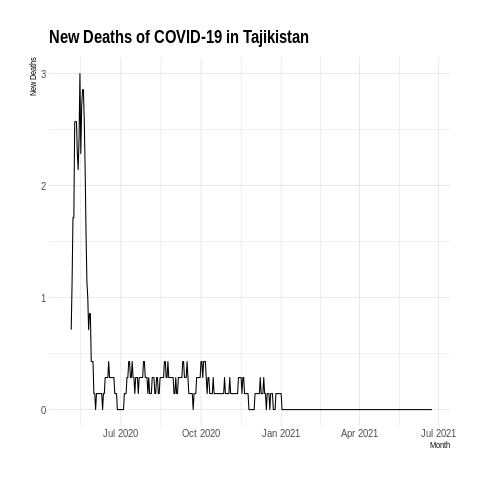 New Deaths of COVID-19 in Tajikistan
New Deaths
3
2
1
0
Jul 2020 Oct 2020 Jan 2021 Apr 2021 Jul 2021
Month